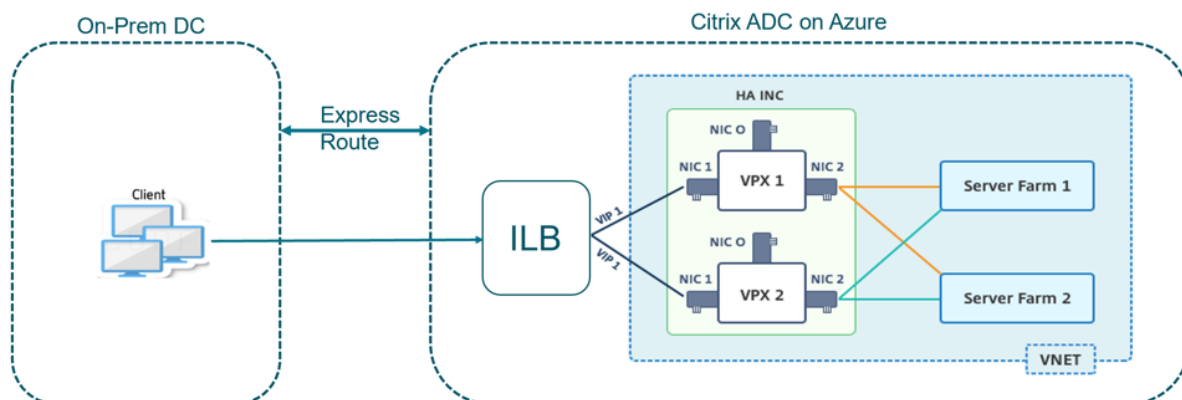 On-Prem DC
Citrix ADC on Azure
Express
Route
Client
ILB
VIP 1
VIP 1
HA INC
NIC O
NIC 1
VPX 1
NIC 2
NIC O
NIC 1
VPX 2
NIC 2
Server Farm 1
Server Farm 2
VNET